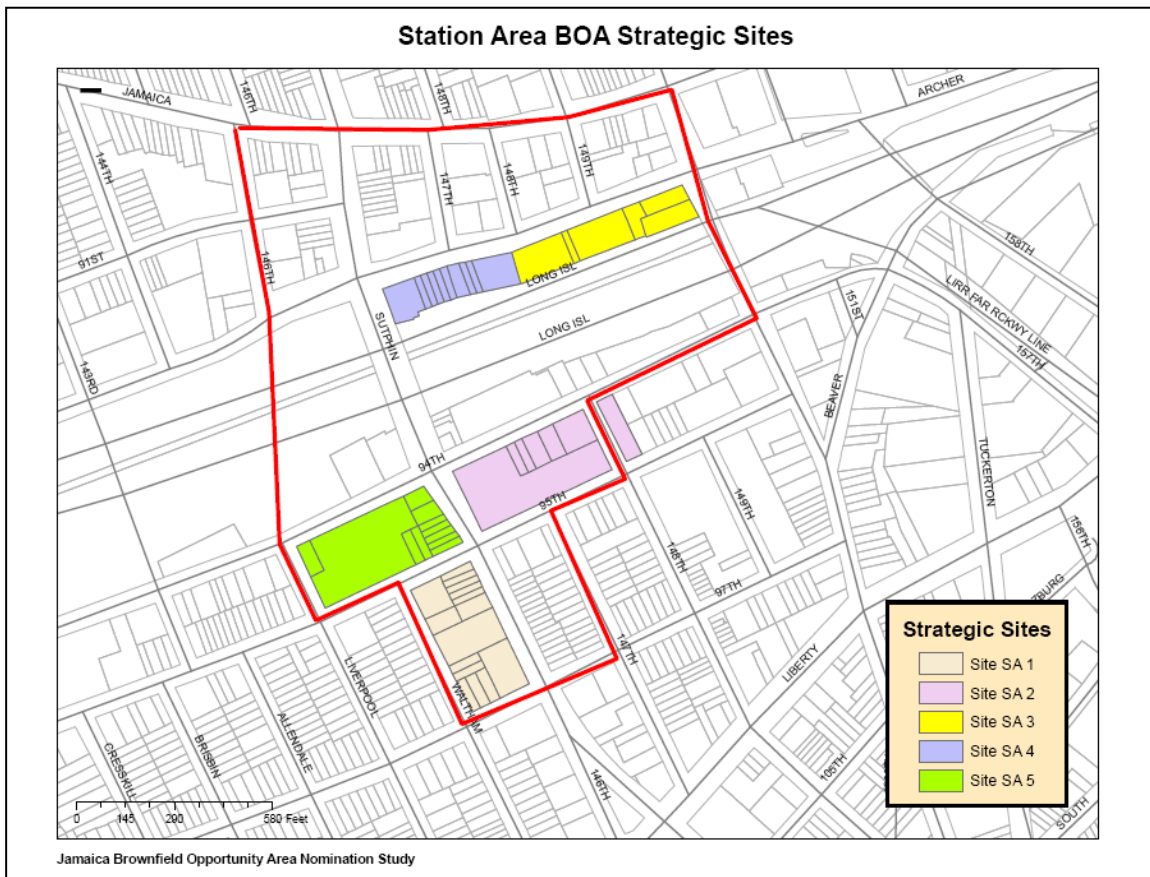 Station Area BOA Strategic Sites
JAMAICA
146TH
148TH
ARCHER
144TH
147TH
148TH
149TH
91ST
146TH
158TH
LONG ISL
SUTPHIN
LONG ISL
151ST
LIRR FAR RCKWY LINE
157TH
143RD
BEAVER
TUCKERTON
94TH
95TH
149TH
148TH
156TH
97TH
147TH
LIBERTY
LIVERPOOL
WALTHAM
ALLENDALE
BRISBIN
CRESSKILL
146TH
105TH
SOUTH
Strategic Sites
Site SA 1
Site SA 2
Site SA 3
Site SA 4
Site SA 5
0 145 290 580 Feet
Jamaica Brownfield Opportunity Area Nomination Study